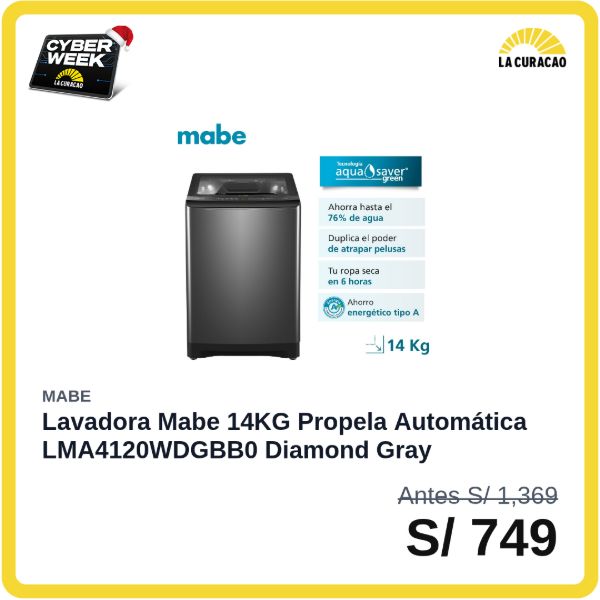 CYBER
WEEK
LA CURACAO
LA CURACAO
mabe
Tecnología
aqua saver®
green
Ahorra hasta el
76% de agua
Duplica el poder
de atrapar pelusas
Tu ropa seca
en 6 horas
Ahorro
energético tipo A
14 Kg
MABE
Lavadora Mabe 14KG Propela Automática
LMA4120WDGBB0 Diamond Gray
Antes S/ 1,369
S/ 749